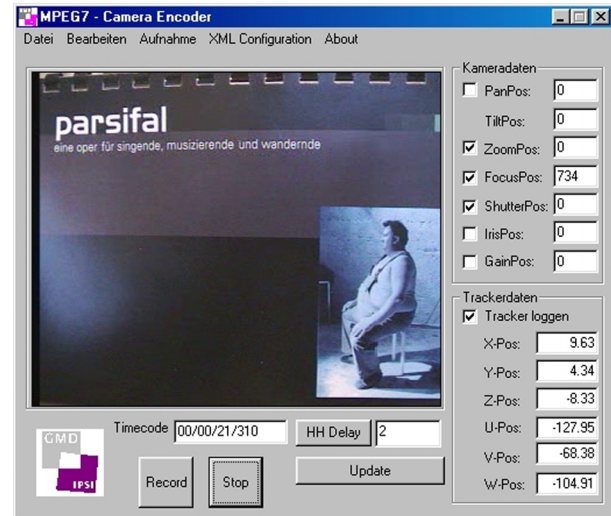 MPEG7 - Camera Encoder
Datei Bearbeiten Aufnahme XML Configuration About
parsifal
eine oper für singende, musizierende und wandernde
Kameradaten
PanPos: 0
TiltPos: 0
ZoomPos: 0
FocusPos: 734
ShutterPos: 0
IrisPos: 0
GainPos: 0
Trackerdaten
Tracker loggen
X-Pos: 9.63
Y-Pos: 4.34
Z-Pos: -8.33
U-Pos: -127.95
V-Pos: -68.38
W-Pos: -104.91
GMD
IPSI
Timecode 00/00/21/310
HH Delay 2
Record
Stop
Update